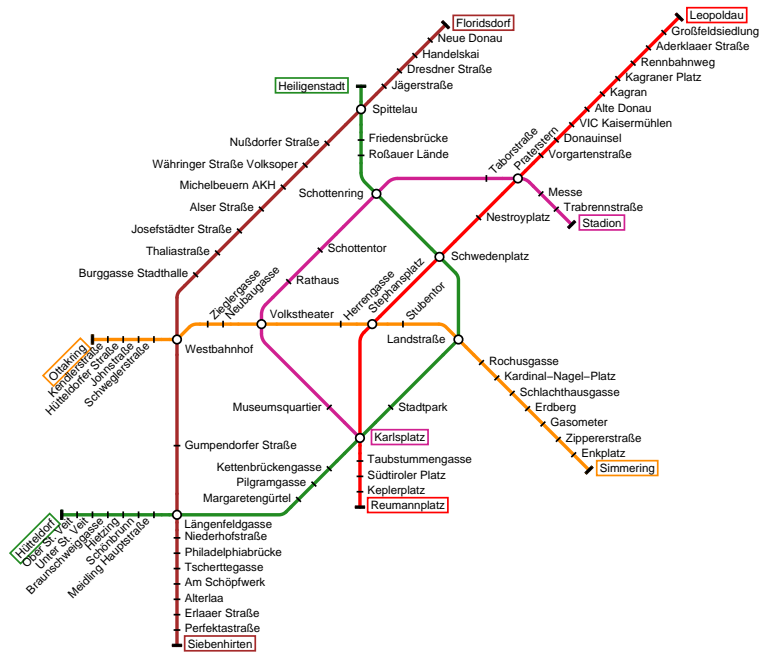 Floridsdorf
Neue Donau
Handelskai
Dresdner Straße
Jägerstraße
Heiligenstadt
Spittelau
Friedensbrücke
Roßauer Lände
Leopoldau
Großfeldsiedlung
Aderklaaer Straße
Rennbahnweg
Kagraner Platz
Kagran
Alte Donau
VIC Kaisermühlen
Donauinsel
Vorgartenstraße
Taborstraße
Praterstern
Messe
Trabrennstraße
Stadion
Nestroyplatz
Nußdorfer Straße
Währinger Straße Volksoper
Michelbeuern AKH
Alser Straße
Josefstädter Straße
Thaliastraße
Burggasse Stadthalle
Schottenring
Schottentor
Rathaus
Schwedenplatz
Zieglergasse
Neubaugasse
Volkstheater
Herrengasse
Stephansplatz
Stubentor
Landstraße
Ottakring
Kendlerstraße
Hütteldorfer Straße
Johnstraße
Schweglerstraße
Westbahnhof
Rochusgasse
Kardinal–Nagel–Platz
Schlachthausgasse
Erdberg
Gasometer
Zippererstraße
Enkplatz
Simmering
Museumsquartier
Stadtpark
Karlsplatz
Gumpendorfer Straße
Kettenbrückengasse
Pilgramgasse
Margaretengürtel
Taubstummengasse
Südtiroler Platz
Keplerplatz
Reumannplatz
Hütteldorf
Ober St. Veit
Unter St. Veit
Braunschweiggasse
Hietzing
Schönbrunn
Meidling Hauptstraße
Längenfeldgasse
Niederhofstraße
Philadelphiabrücke
Tscherttegasse
Am Schöpfwerk
Alterlaa
Erlaaer Straße
Perfektastraße
Siebenhirten